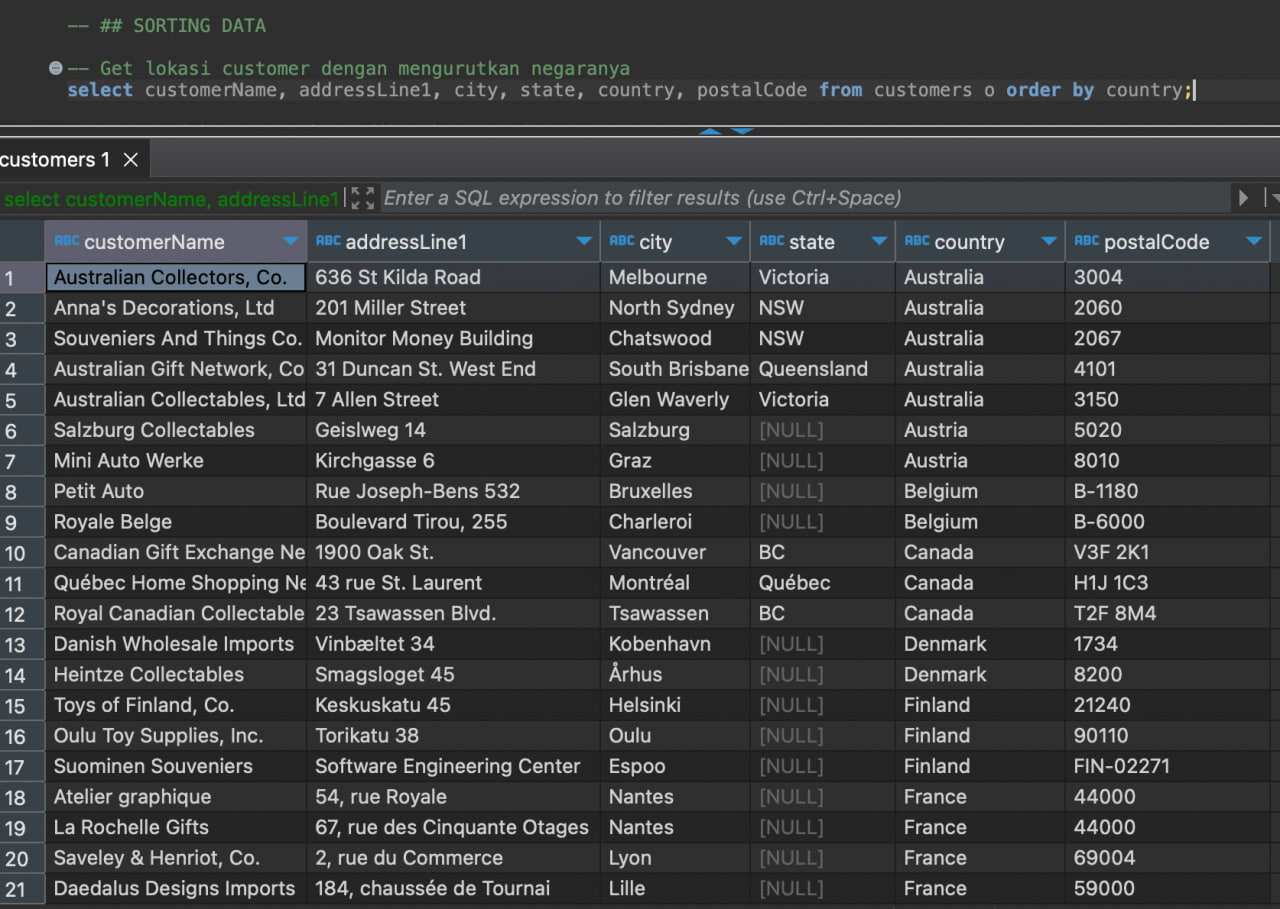 -- ## SORTING DATA
-- Get lokasi customer dengan mengurutkan negaranya
select customerName, addressLine1, city, state, country, postalCode from customers o order by country;
customers 1
select customerName, addressLine1 Enter a SQL expression to filter results (use Ctrl+Space)
ABC customerName ABC addressLine1 ABC city ABC state ABC country ABC postalCode
1 Australian Collectors, Co. 636 St Kilda Road Melbourne Victoria Australia 3004
2 Anna's Decorations, Ltd 201 Miller Street North Sydney NSW Australia 2060
3 Souveniers And Things Co. Monitor Money Building Chatswood NSW Australia 2067
4 Australian Gift Network, Co 31 Duncan St. West End South Brisbane Queensland Australia 4101
5 Australian Collectables, Ltd 7 Allen Street Glen Waverly Victoria Australia 3150
6 Salzburg Collectables Geislweg 14 Salzburg [NULL] Austria 5020
7 Mini Auto Werke Kirchgasse 6 Graz [NULL] Austria 8010
8 Petit Auto Rue Joseph-Bens 532 Bruxelles [NULL] Belgium B-1180
9 Royale Belge Boulevard Tirou, 255 Charleroi [NULL] Belgium B-6000
10 Canadian Gift Exchange Ne 1900 Oak St. Vancouver BC Canada V3F 2K1
11 Québec Home Shopping Ne 43 rue St. Laurent Montréal Québec Canada H1J 1C3
12 Royal Canadian Collectable 23 Tsawassen Blvd. Tsawassen BC Canada T2F 8M4
13 Danish Wholesale Imports Vinbæltet 34 Kobenhavn [NULL] Denmark 1734
14 Heintze Collectables Smagsloget 45 Århus [NULL] Denmark 8200
15 Toys of Finland, Co. Keskuskatu 45 Helsinki [NULL] Finland 21240
16 Oulu Toy Supplies, Inc. Torikatu 38 Oulu [NULL] Finland 90110
17 Suominen Souveniers Software Engineering Center Espoo [NULL] Finland FIN-02271
18 Atelier graphique 54, rue Royale Nantes [NULL] France 44000
19 La Rochelle Gifts 67, rue des Cinquante Otages Nantes [NULL] France 44000
20 Saveley & Henriot, Co. 2, rue du Commerce Lyon [NULL] France 69004
21 Daedalus Designs Imports 184, chaussée de Tournai Lille [NULL] France 59000